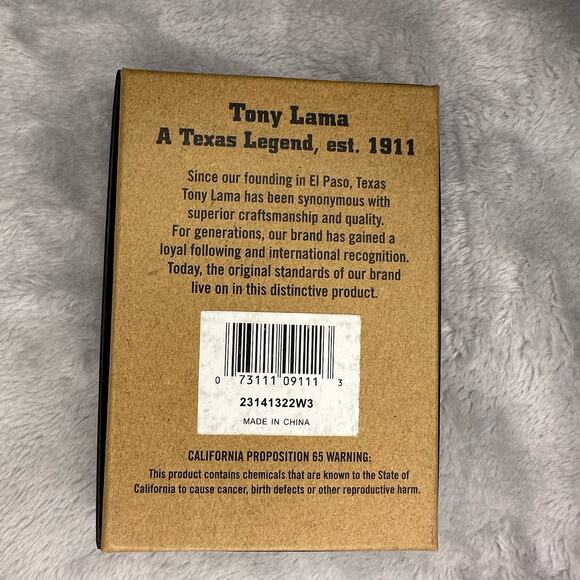 Tony Lama
A Texas Legend, est. 1911
Since our founding in El Paso, Texas
Tony Lama has been synonymous with
superior craftsmanship and quality.
For generations, our brand has gained a
loyal following and international recognition.
Today, the original standards of our brand
live on in this distinctive product.
0 73111 09111 3
23141322W3
MADE IN CHINA
CALIFORNIA PROPOSITION 65 WARNING:
This product contains chemicals that are known to the State of
California to cause cancer, birth defects or other reproductive harm.